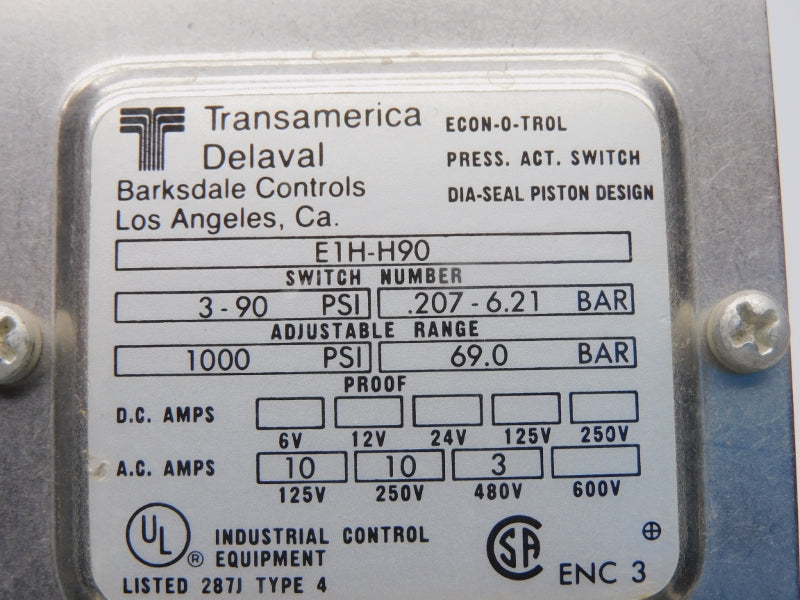 Transamerica
Delaval
Barksdale Controls
Los Angeles, Ca.
ECON-O-TROL
PRESS. ACT. SWITCH
DIA-SEAL PISTON DESIGN
E1H-H90
SWITCH NUMBER
3-90 PSI .207-6.21 BAR
ADJUSTABLE RANGE
1000 PSI 69.0 BAR
PROOF
D.C. AMPS
6V 12V 24V 125V 250V
A.C. AMPS 10 10 3
125V 250V 480V 600V
UL ® INDUSTRIAL CONTROL
EQUIPMENT
LISTED 287J TYPE 4
SA ENC 3